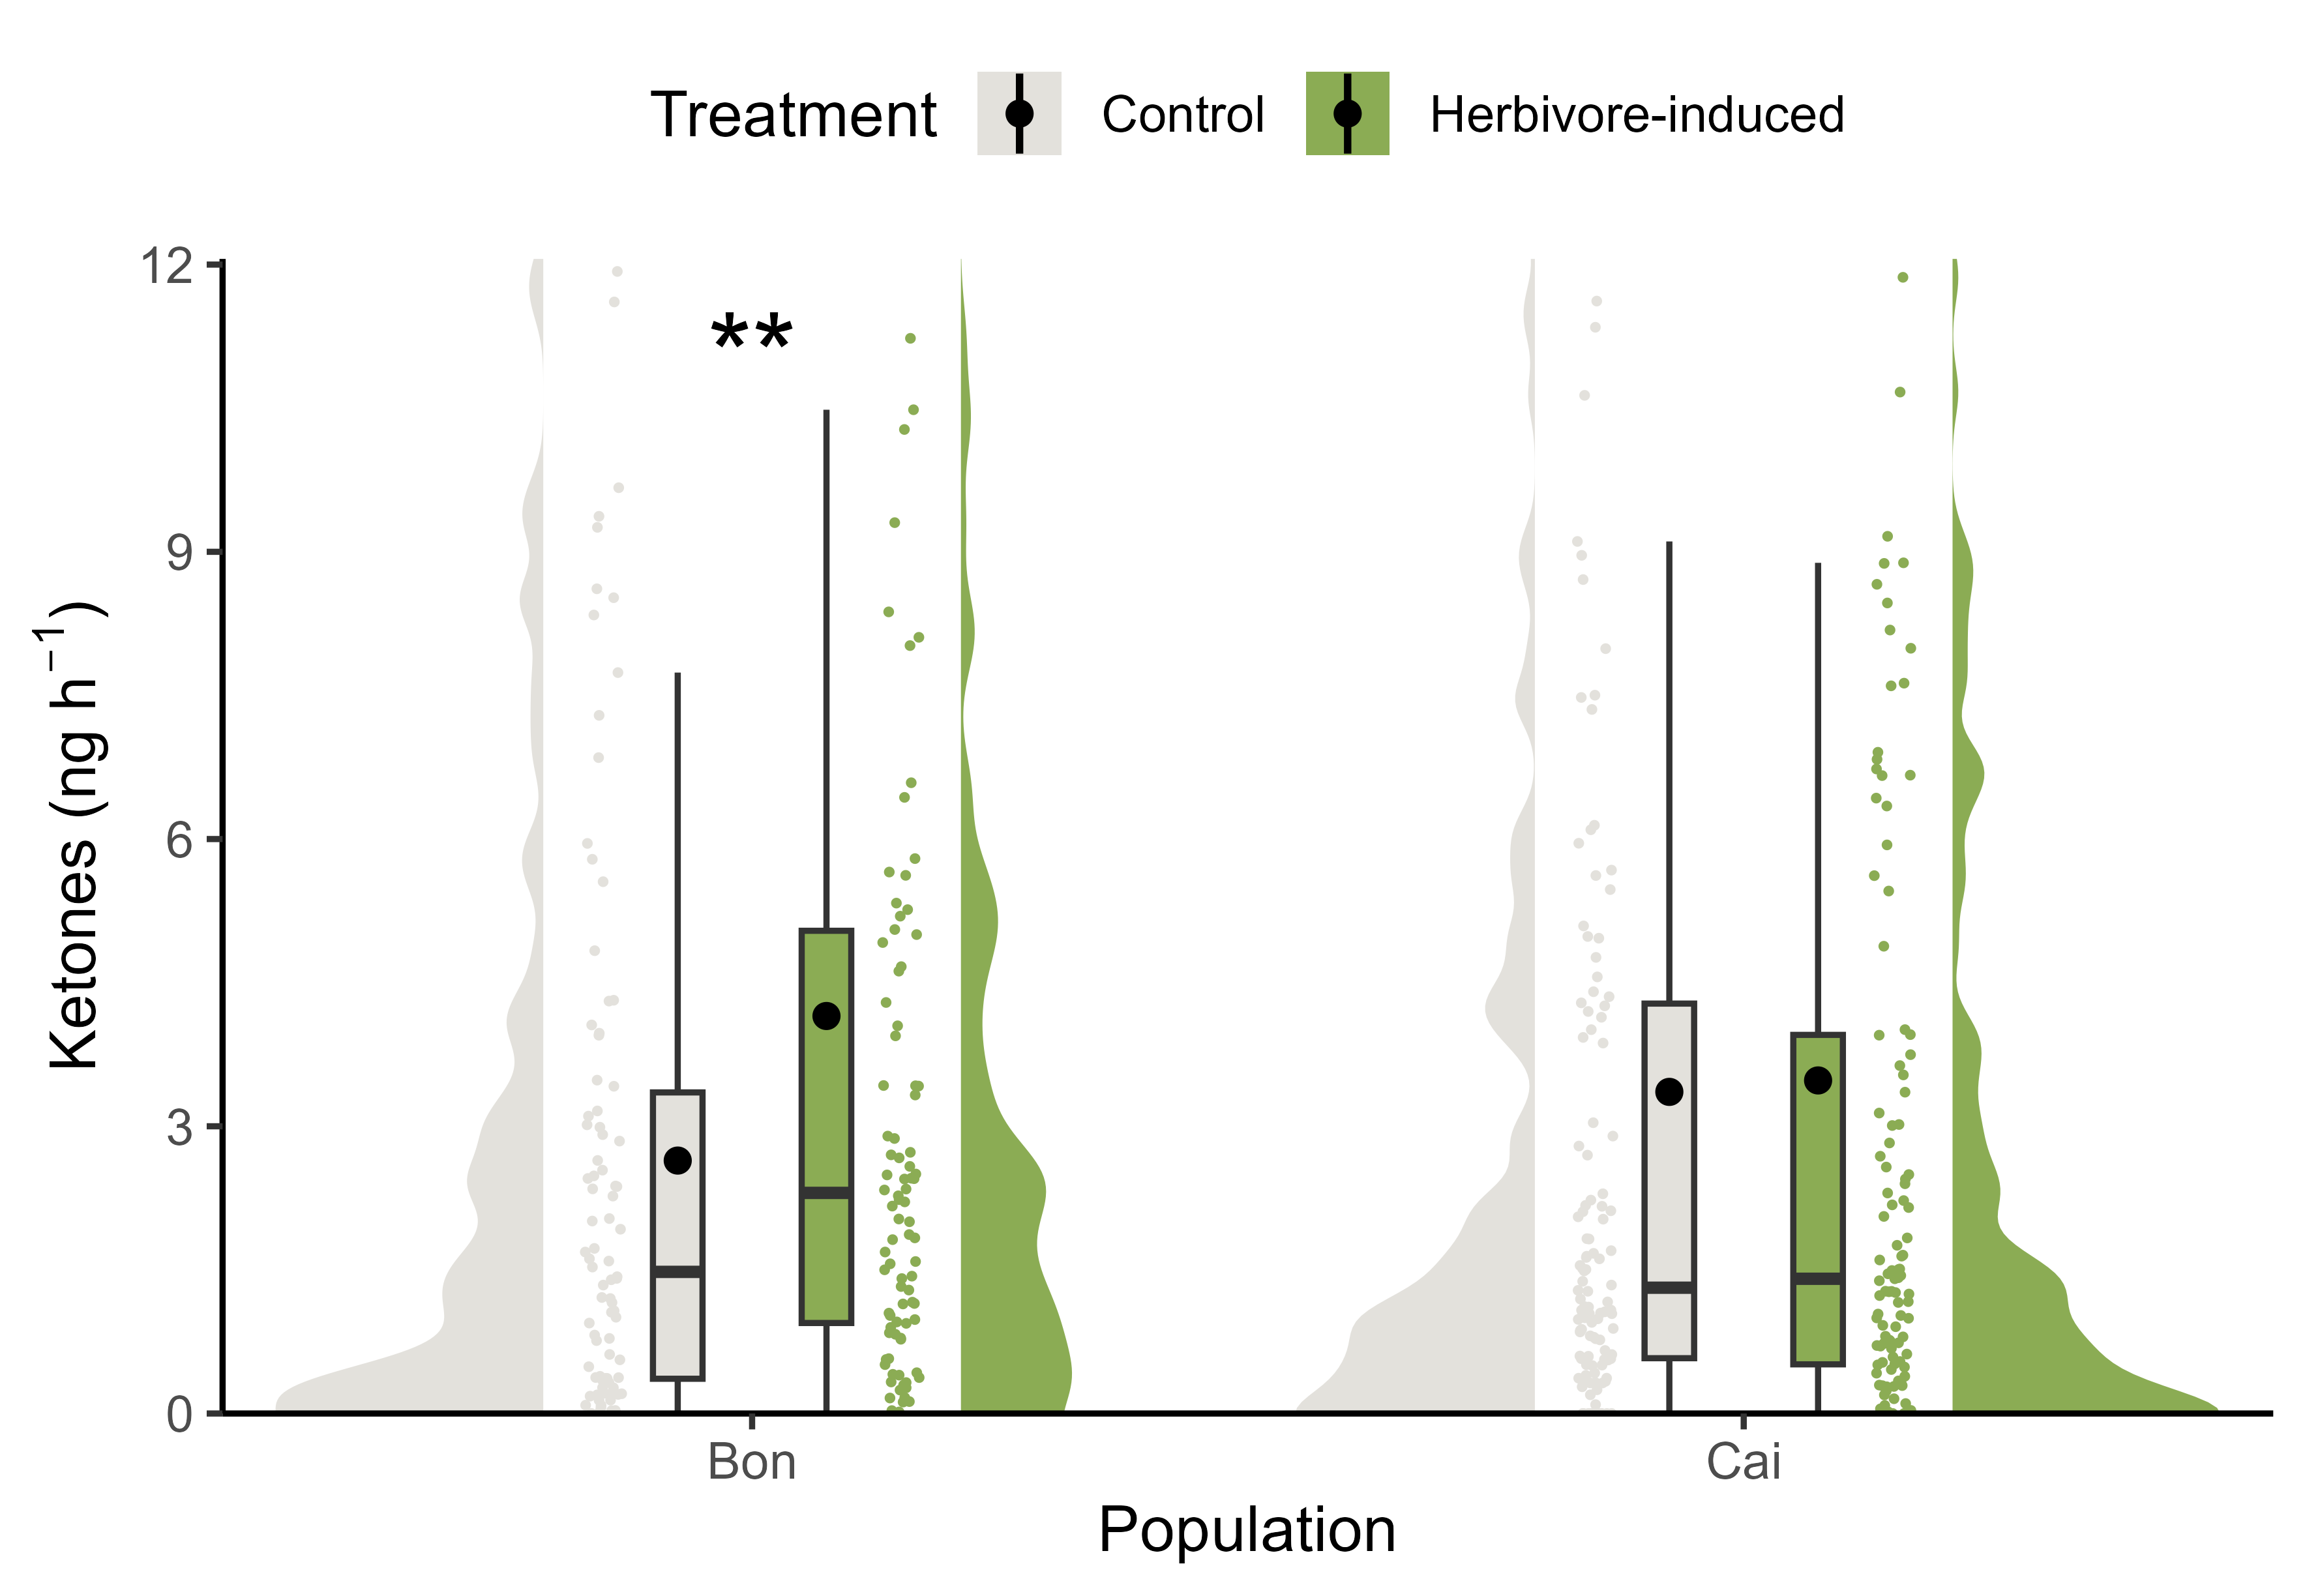 Treatment Control Herbivore-induced
12
**
9
6
3
0
Ketones (ng h⁻¹)
Bon Cai
Population